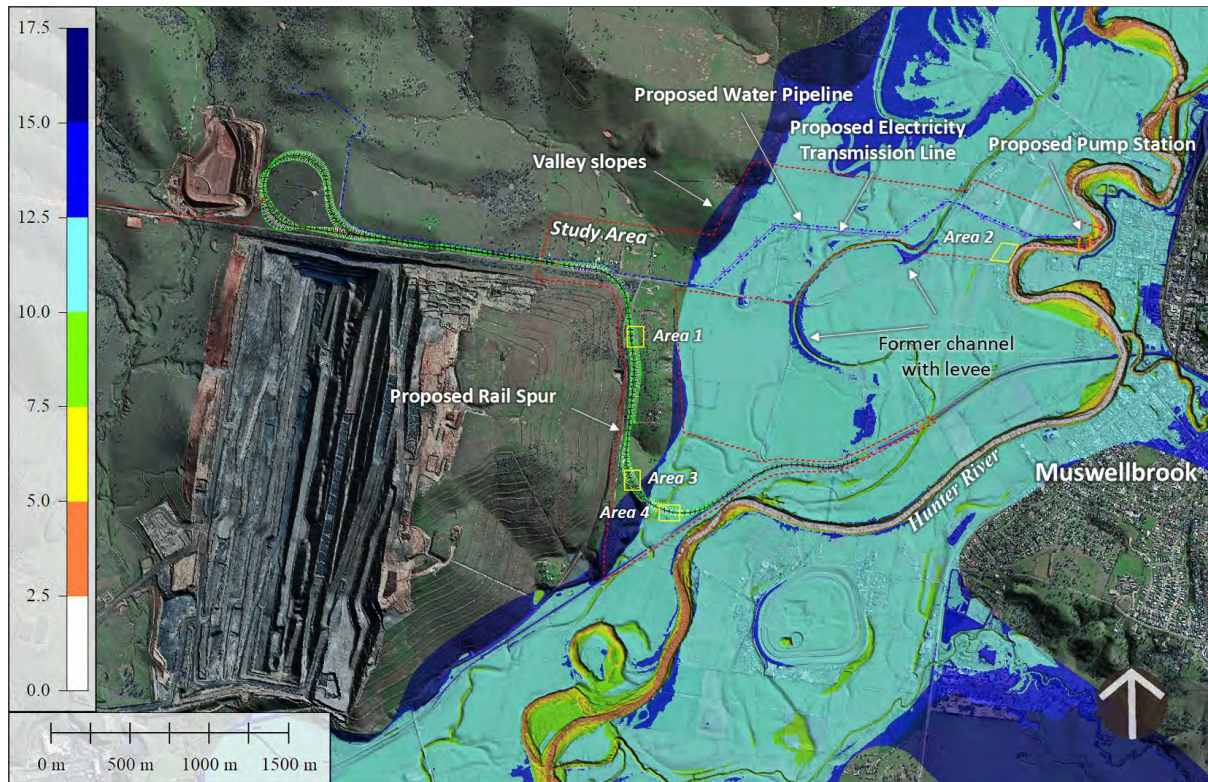 17.5
15.0
12.5
10.0
7.5
5.0
2.5
0.0
Proposed Water Pipeline
Proposed Electricity
Transmission Line
Proposed Pump Station
Valley slopes
Study Area
Area 2
Area 1
Former channel
with levee
Proposed Rail Spur
Area 3
Area 4
Hunter River
Muswellbrook
0 m
500 m
1000 m
1500 m